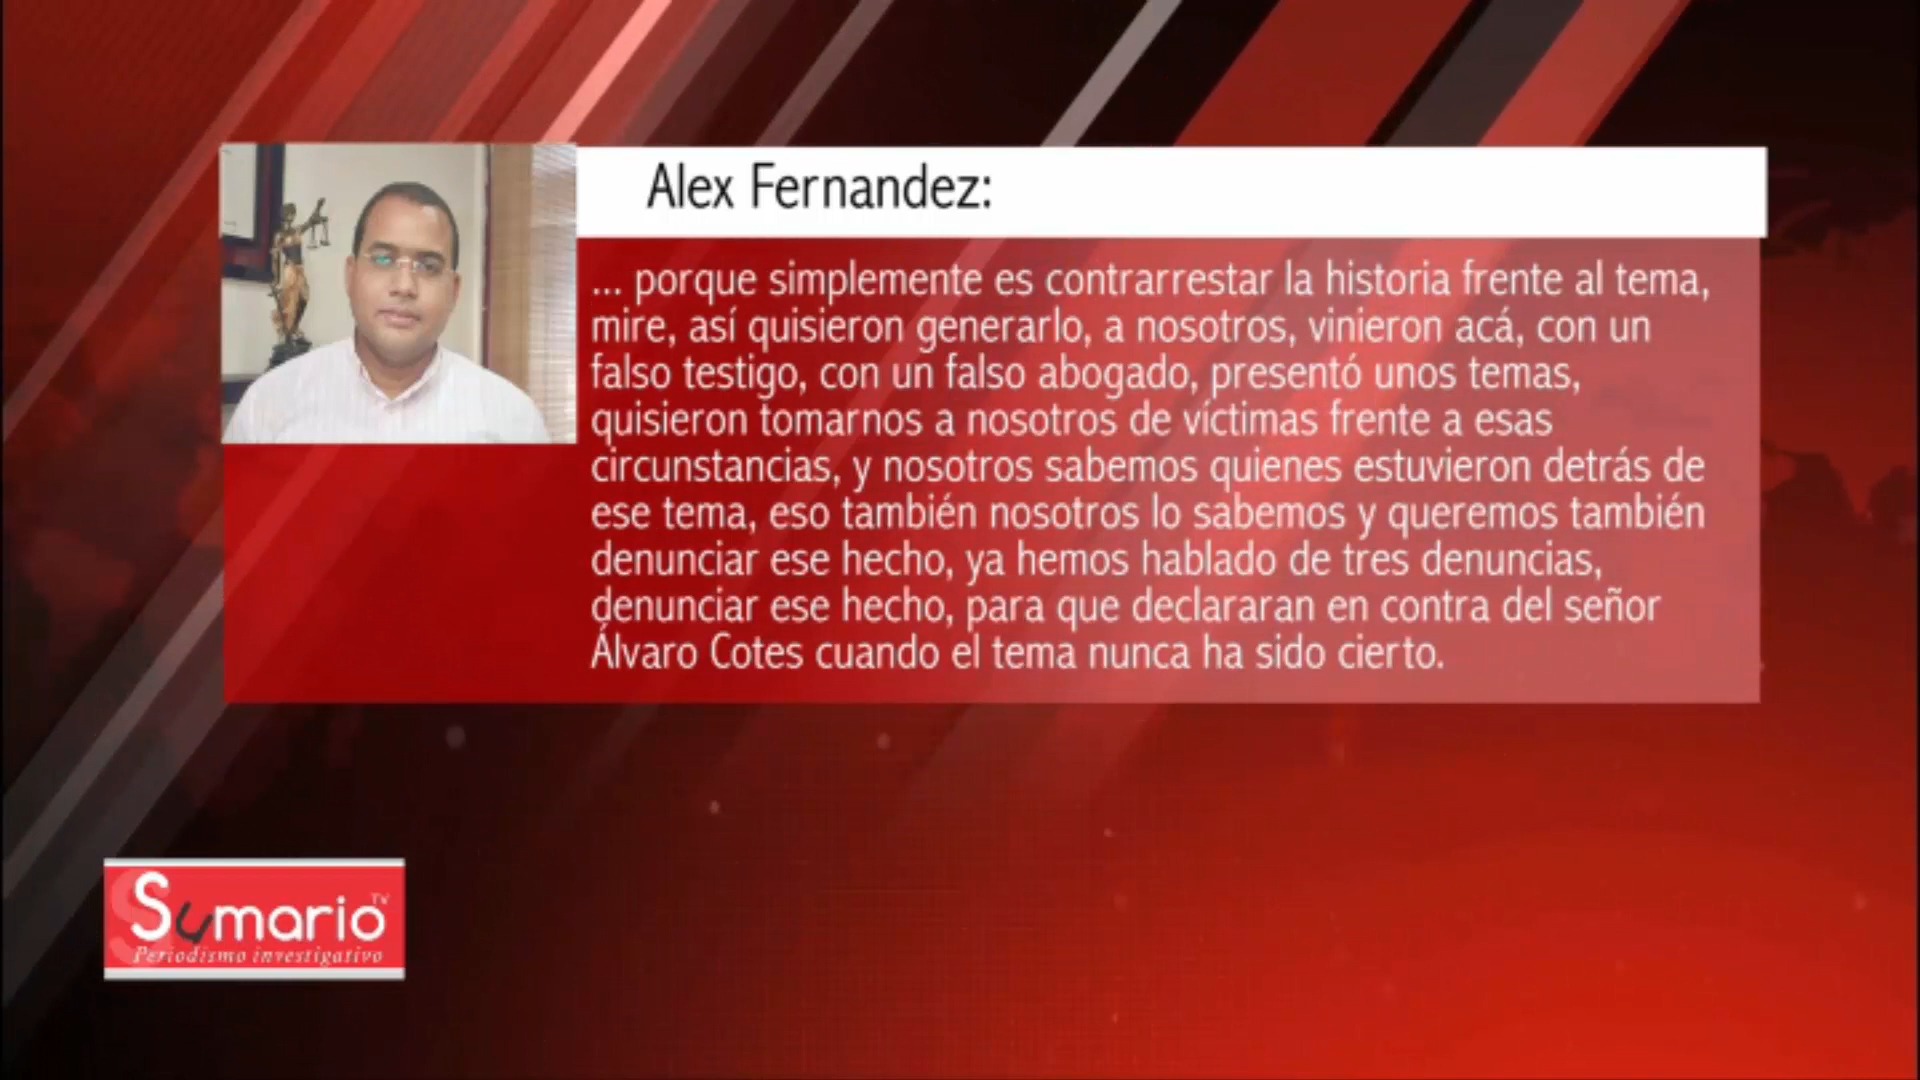 Alex Fernandez:
... porque simplemente es contrarrestar la historia frente al tema,
mire, así quisieron generarlo, a nosotros, vinieron acá, con un
falso testigo, con un falso abogado, presentó unos temas,
quisieron tomarnos a nosotros de víctimas frente a esas
circunstancias, y nosotros sabemos quienes estuvieron detrás de
ese tema, eso también nosotros lo sabemos y queremos también
denunciar ese hecho, ya hemos hablado de tres denuncias,
denunciar ese hecho, para que declararan en contra del señor
Álvaro Cotes cuando el tema nunca ha sido cierto.
Sumario TV
Periodismo investigativo